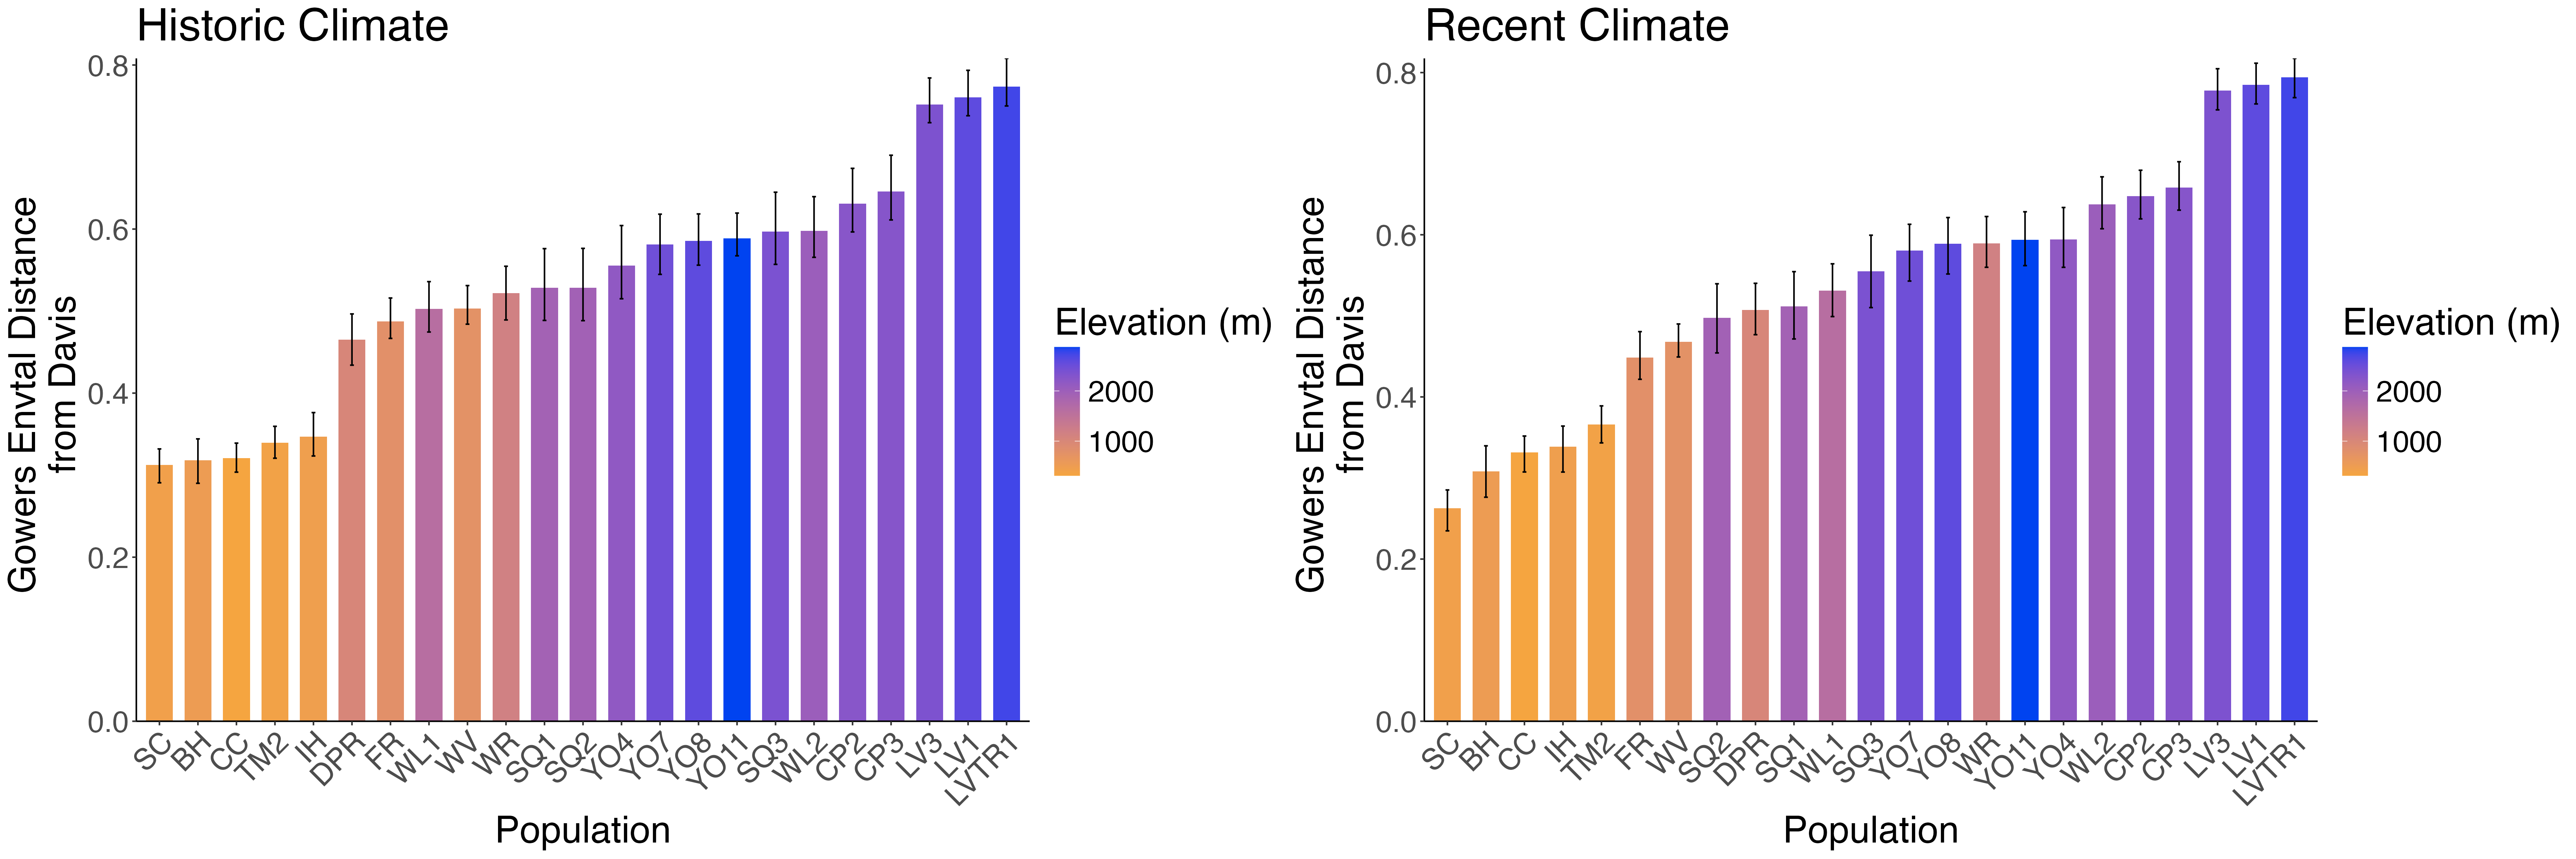 Historic Climate
Gowers Envtal Distance
from Davis
0.8
0.6
0.4
0.2
0.0
SC BH CC TM2 IH DPR FR WL1 WV WR SQ1 SQ2 YO4 YO7 YO8 YO11 SQ3 WL2 CP2 CP3 LV3 LV1 LVTR1
Population
Elevation (m)
2000
1000
Recent Climate
Gowers Envtal Distance
from Davis
0.8
0.6
0.4
0.2
0.0
SC BH CC IH TM2 FR WV SQ2 DPR SQ1 WL1 SQ3 YO7 YO8 WR YO11 YO4 WL2 CP2 CP3 LV3 LV1 LVTR1
Population
Elevation (m)
2000
1000